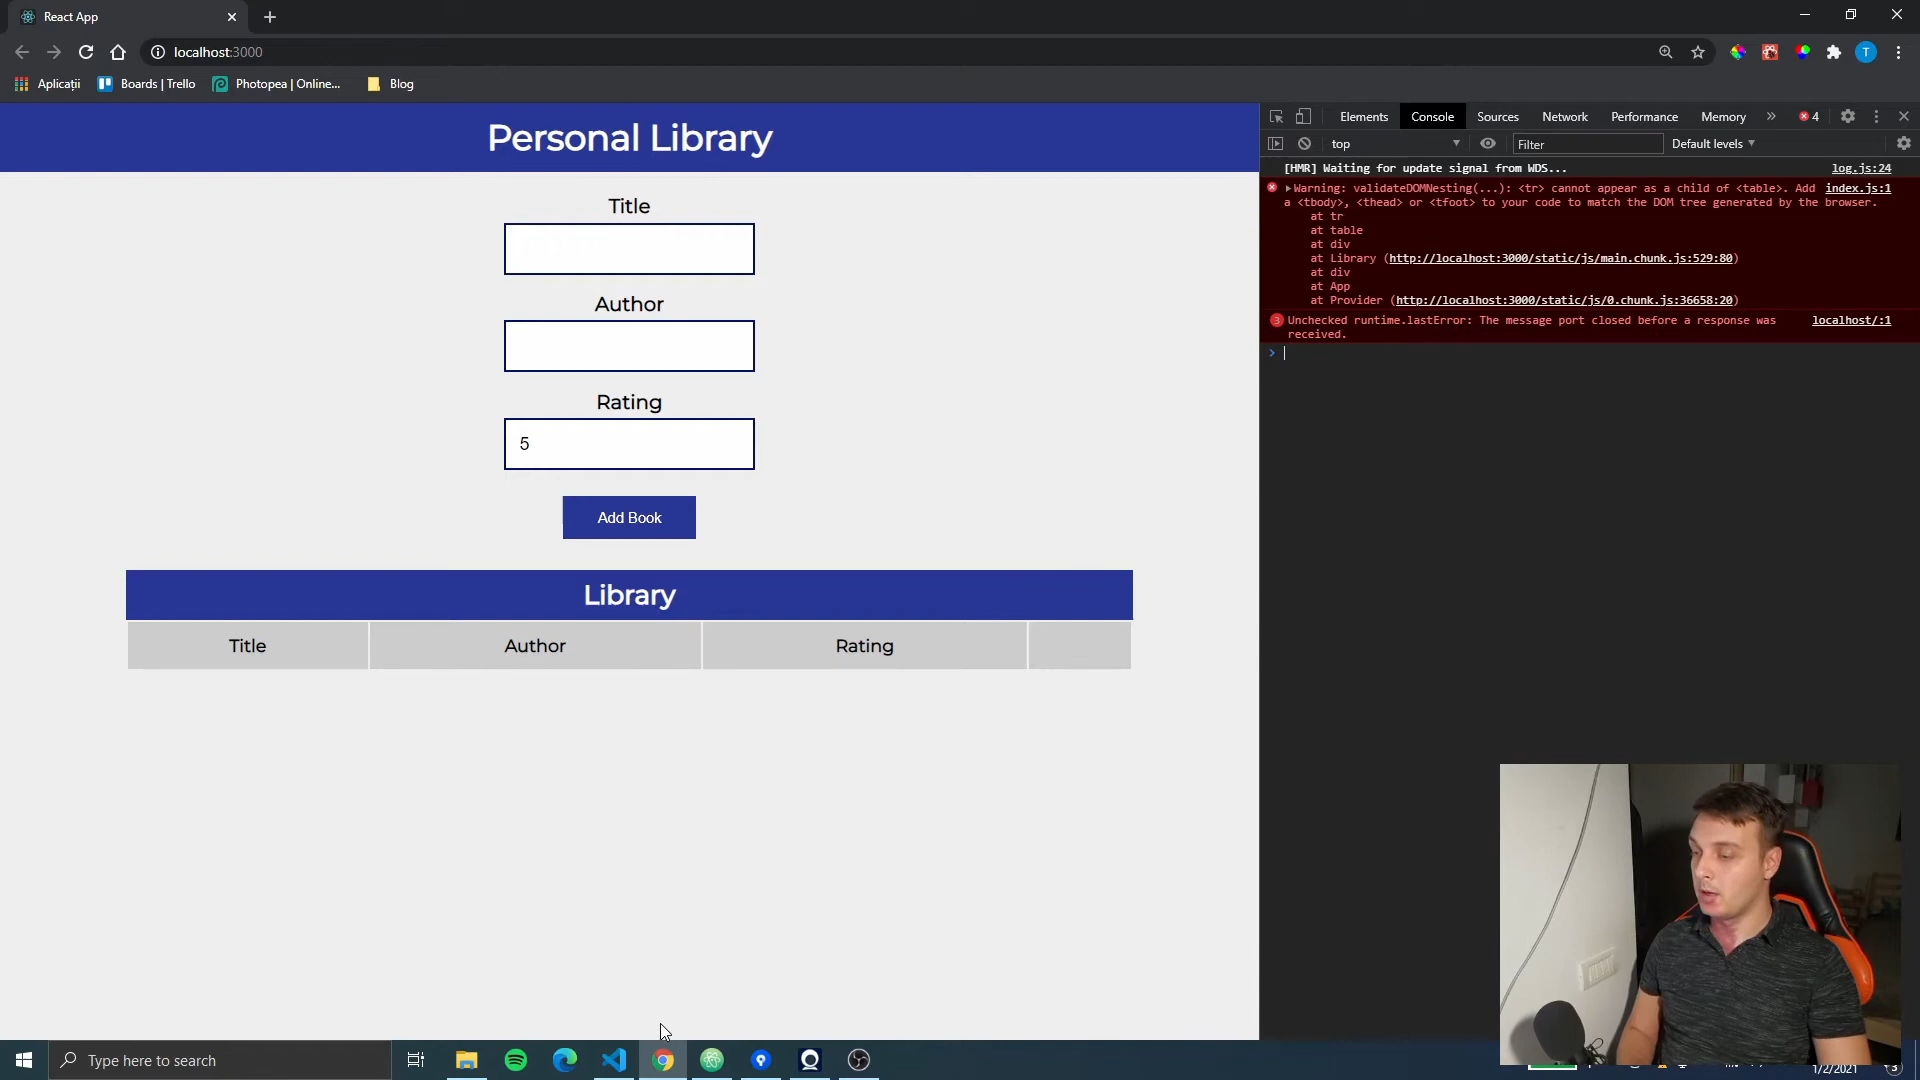 React App
localhost:3000
Aplicații
Boards | Trello
Photopea | Online...
Blog
T
Personal Library
Title
Author
Rating
5
Add Book
Library
Title Author Rating
Elements Console Sources Network Performance Memory » 4
top Filter Default levels
[HMR] Waiting for update signal from WDS... log.js:24
Warning: validateDOMNesting(...): <tr> cannot appear as a child of <table>. Add index.js:1
a <tbody>, <thead> or <tfoot> to your code to match the DOM tree generated by the browser.
at tr
at table
at div
at Library (http://localhost:3000/static/js/main.chunk.js:529:80)
at div
at App
at Provider (http://localhost:3000/static/js/0.chunk.js:36658:20)
3 Unchecked runtime.lastError: The message port closed before a response was localhost/:1
received.
Type here to search
1/2/2021
3